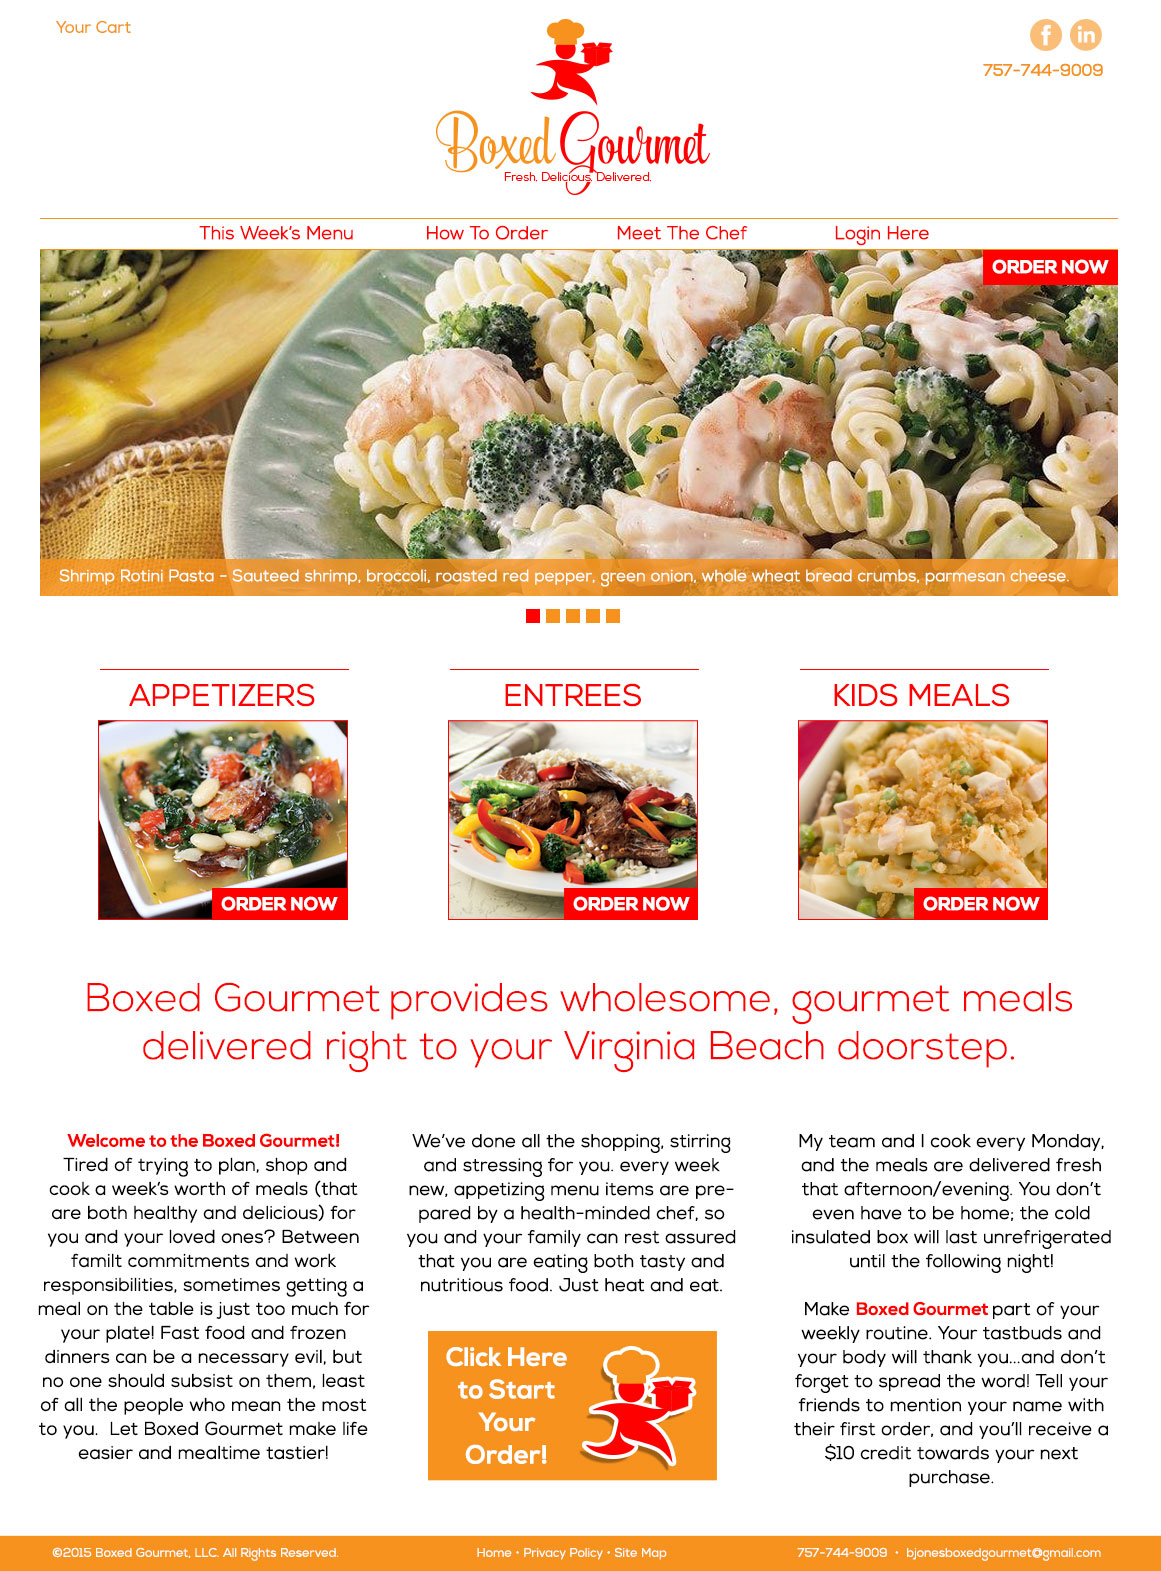 Your Cart
f in
757-744-9009
Boxed Gourmet
Fresh. Delicious. Delivered.
This Week's Menu How To Order Meet The Chef Login Here
ORDER NOW
Shrimp Rotini Pasta - Sauteed shrimp, broccoli, roasted red pepper, green onion, whole wheat bread crumbs, parmesan cheese.
APPETIZERS
ORDER NOW
ENTREES
ORDER NOW
KIDS MEALS
ORDER NOW
Boxed Gourmet provides wholesome, gourmet meals
delivered right to your Virginia Beach doorstep.
Welcome to the Boxed Gourmet!
Tired of trying to plan, shop and
cook a week's worth of meals (that
are both healthy and delicious) for
you and your loved ones? Between
familt commitments and work
responsibilities, sometimes getting a
meal on the table is just too much for
your plate! Fast food and frozen
dinners can be a necessary evil, but
no one should subsist on them, least
of all the people who mean the most
to you. Let Boxed Gourmet make life
easier and mealtime tastier!
We've done all the shopping, stirring
and stressing for you. every week
new, appetizing menu items are pre-
pared by a health-minded chef, so
you and your family can rest assured
that you are eating both tasty and
nutritious food. Just heat and eat.
Click Here
to Start
Your
Order!
My team and I cook every Monday,
and the meals are delivered fresh
that afternoon/evening. You don't
even have to be home; the cold
insulated box will last unrefrigerated
until the following night!
Make Boxed Gourmet part of your
weekly routine. Your tastbuds and
your body will thank you...and don't
forget to spread the word! Tell your
friends to mention your name with
their first order, and you'll receive a
$10 credit towards your next
purchase.
©2015 Boxed Gourmet, LLC. All Rights Reserved. Home • Privacy Policy • Site Map 757-744-9009 • bjonesboxedgourmet@gmail.com